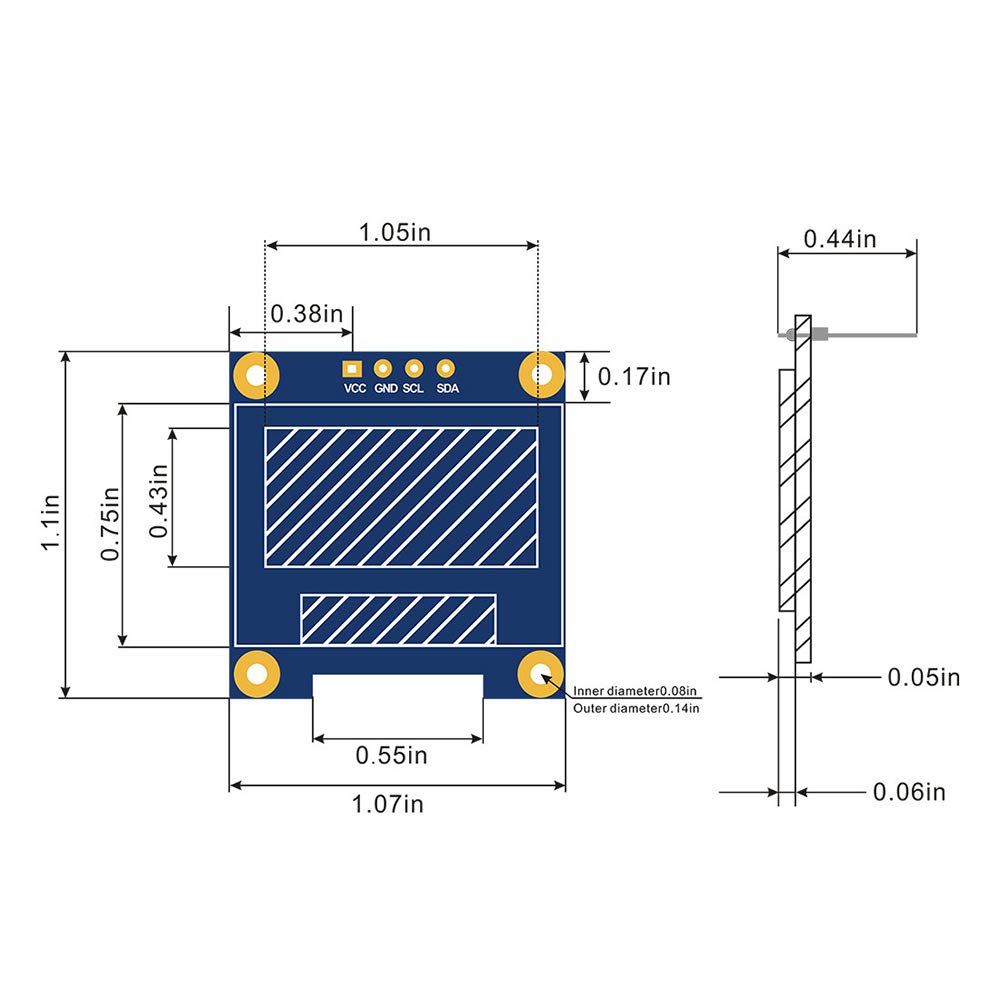 1.05in
0.44in
0.38in
0.17in
VCC GND SCL SDA
1.1in
0.75in
0.43in
0.05in
Inner diameter0.08in
Outer diameter0.14in
0.55in
0.06in
1.07in